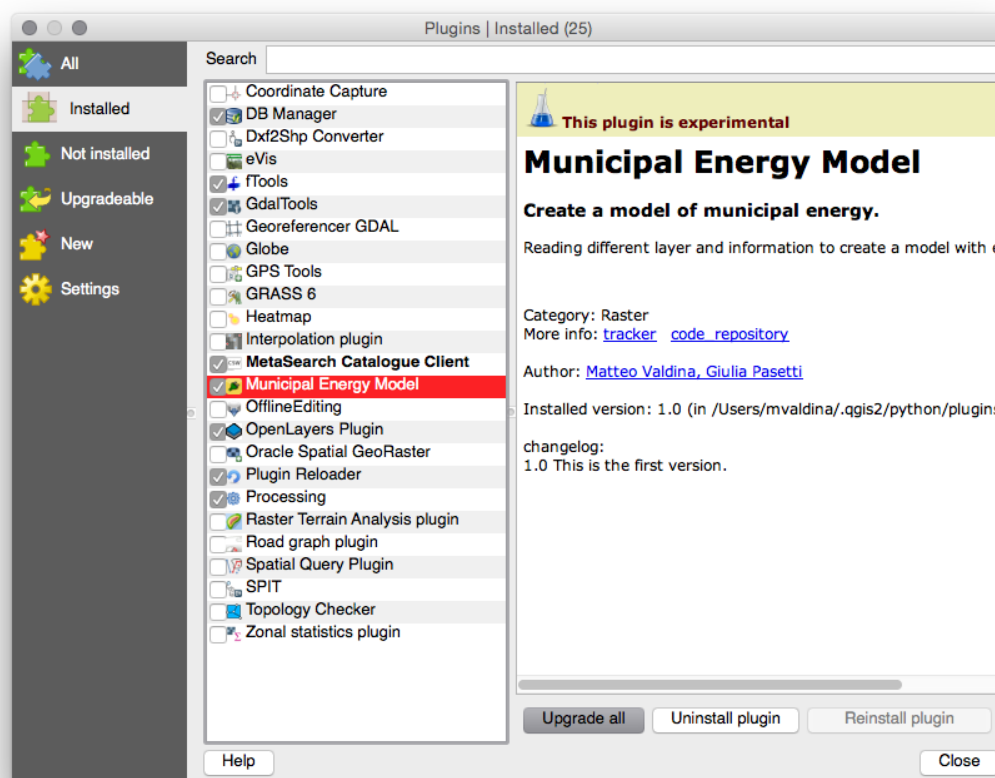 Plugins | Installed (25)
All
Installed
Not installed
Upgradeable
New
Settings
Search
Coordinate Capture
DB Manager
Dxf2Shp Converter
eVis
fTools
GdalTools
Georeferencer GDAL
Globe
GPS Tools
GRASS 6
Heatmap
Interpolation plugin
CSW MetaSearch Catalogue Client
Municipal Energy Model
OfflineEditing
OpenLayers Plugin
Oracle Spatial GeoRaster
Plugin Reloader
Processing
Raster Terrain Analysis plugin
Road graph plugin
Spatial Query Plugin
SPIT
Topology Checker
Zonal statistics plugin
This plugin is experimental
Municipal Energy Model
Create a model of municipal energy.
Reading different layer and information to create a model with e
Category: Raster
More info: tracker code repository
Author: Matteo Valdina, Giulia Pasetti
Installed version: 1.0 (in /Users/mvaldina/.qgis2/python/plugins
changelog:
1.0 This is the first version.
Upgrade all Uninstall plugin Reinstall plugin
Help Close